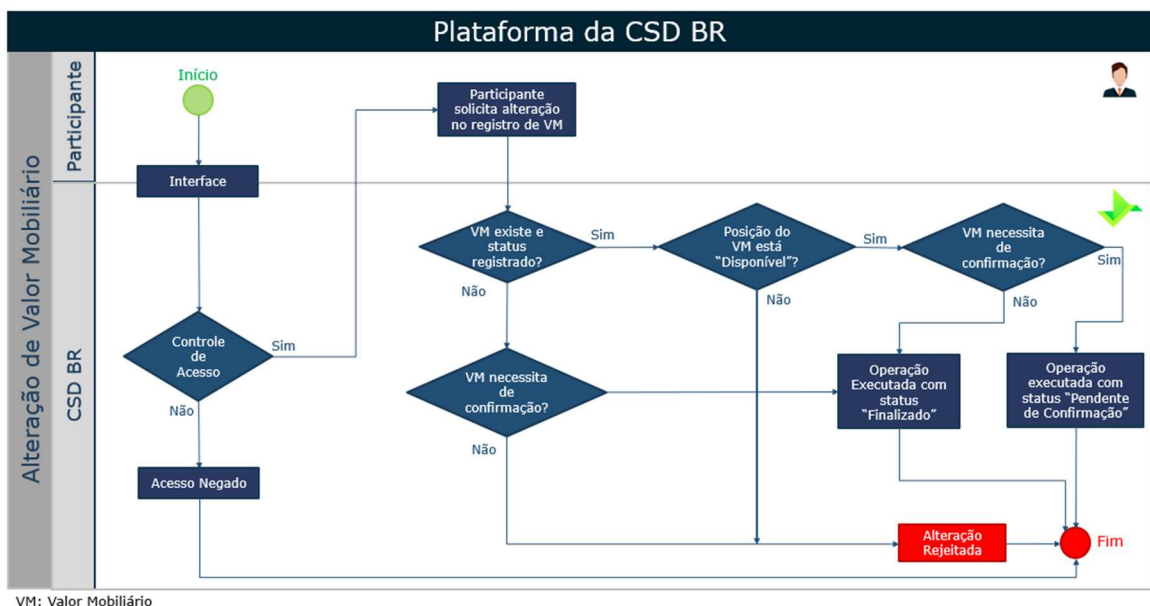 Plataforma da CSD BR
Alteração de Valor Mobiliário
Participante
CSD BR
Início
Interface
Controle
de
Acesso
Sim
Não
Acesso Negado
Participante
solicita alteração
no registro de VM
VM existe e
status
registrado?
Sim
Não
Posição do
VM está
“Disponível”?
Sim
Não
VM necessita
de
confirmação?
Sim
Não
VM necessita
de
confirmação?
Não
Operação
Executada com
status
“Finalizado”
Operação
executada com
status “Pendente
de Confirmação”
Alteração
Rejeitada
Fim
VM: Valor Mobiliário